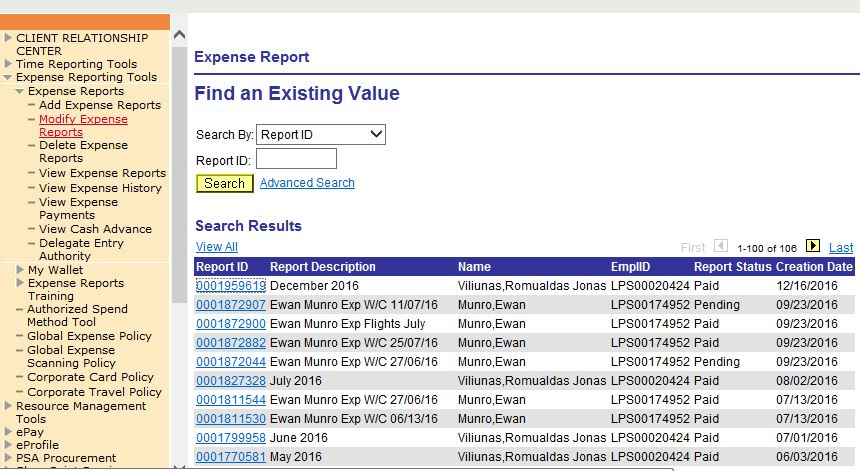 CLIENT RELATIONSHIP
CENTER
Time Reporting Tools
Expense Reporting Tools
Expense Reports
Add Expense Reports
Modify Expense
Reports
Delete Expense
Reports
View Expense Reports
View Expense History
View Expense
Payments
View Cash Advance
Delegate Entry
Authority
My Wallet
Expense Reports
Training
Authorized Spend
Method Tool
Global Expense Policy
Global Expense
Scanning Policy
Corporate Card Policy
Corporate Travel Policy
Resource Management
Tools
ePay
eProfile
PSA Procurement
Expense Report
Find an Existing Value
Search By: Report ID
Report ID:
Search Advanced Search
Search Results
View All First 1-100 of 106 Last
Report ID Report Description Name EmplID Report Status Creation Date
0001959619 December 2016 Viliunas,Romualdas Jonas LPS00020424 Paid 12/16/2016
0001872907 Ewan Munro Exp W/C 11/07/16 Munro,Ewan LPS00174952 Pending 09/23/2016
0001872900 Ewan Munro Exp Flights July Munro,Ewan LPS00174952 Paid 09/23/2016
0001872882 Ewan Munro Exp W/C 25/07/16 Munro,Ewan LPS00174952 Paid 09/23/2016
0001872044 Ewan Munro Exp W/C 27/06/16 Munro,Ewan LPS00174952 Pending 09/23/2016
0001827328 July 2016 Viliunas,Romualdas Jonas LPS00020424 Paid 08/02/2016
0001811544 Ewan Munro Exp W/C 27/06/16 Munro,Ewan LPS00174952 Paid 07/13/2016
0001811530 Ewan Munro Exp W/C 06/13/16 Munro,Ewan LPS00174952 Paid 07/13/2016
0001799958 June 2016 Viliunas,Romualdas Jonas LPS00020424 Paid 07/01/2016
0001770581 May 2016 Viliunas,Romualdas Jonas LPS00020424 Paid 06/03/2016